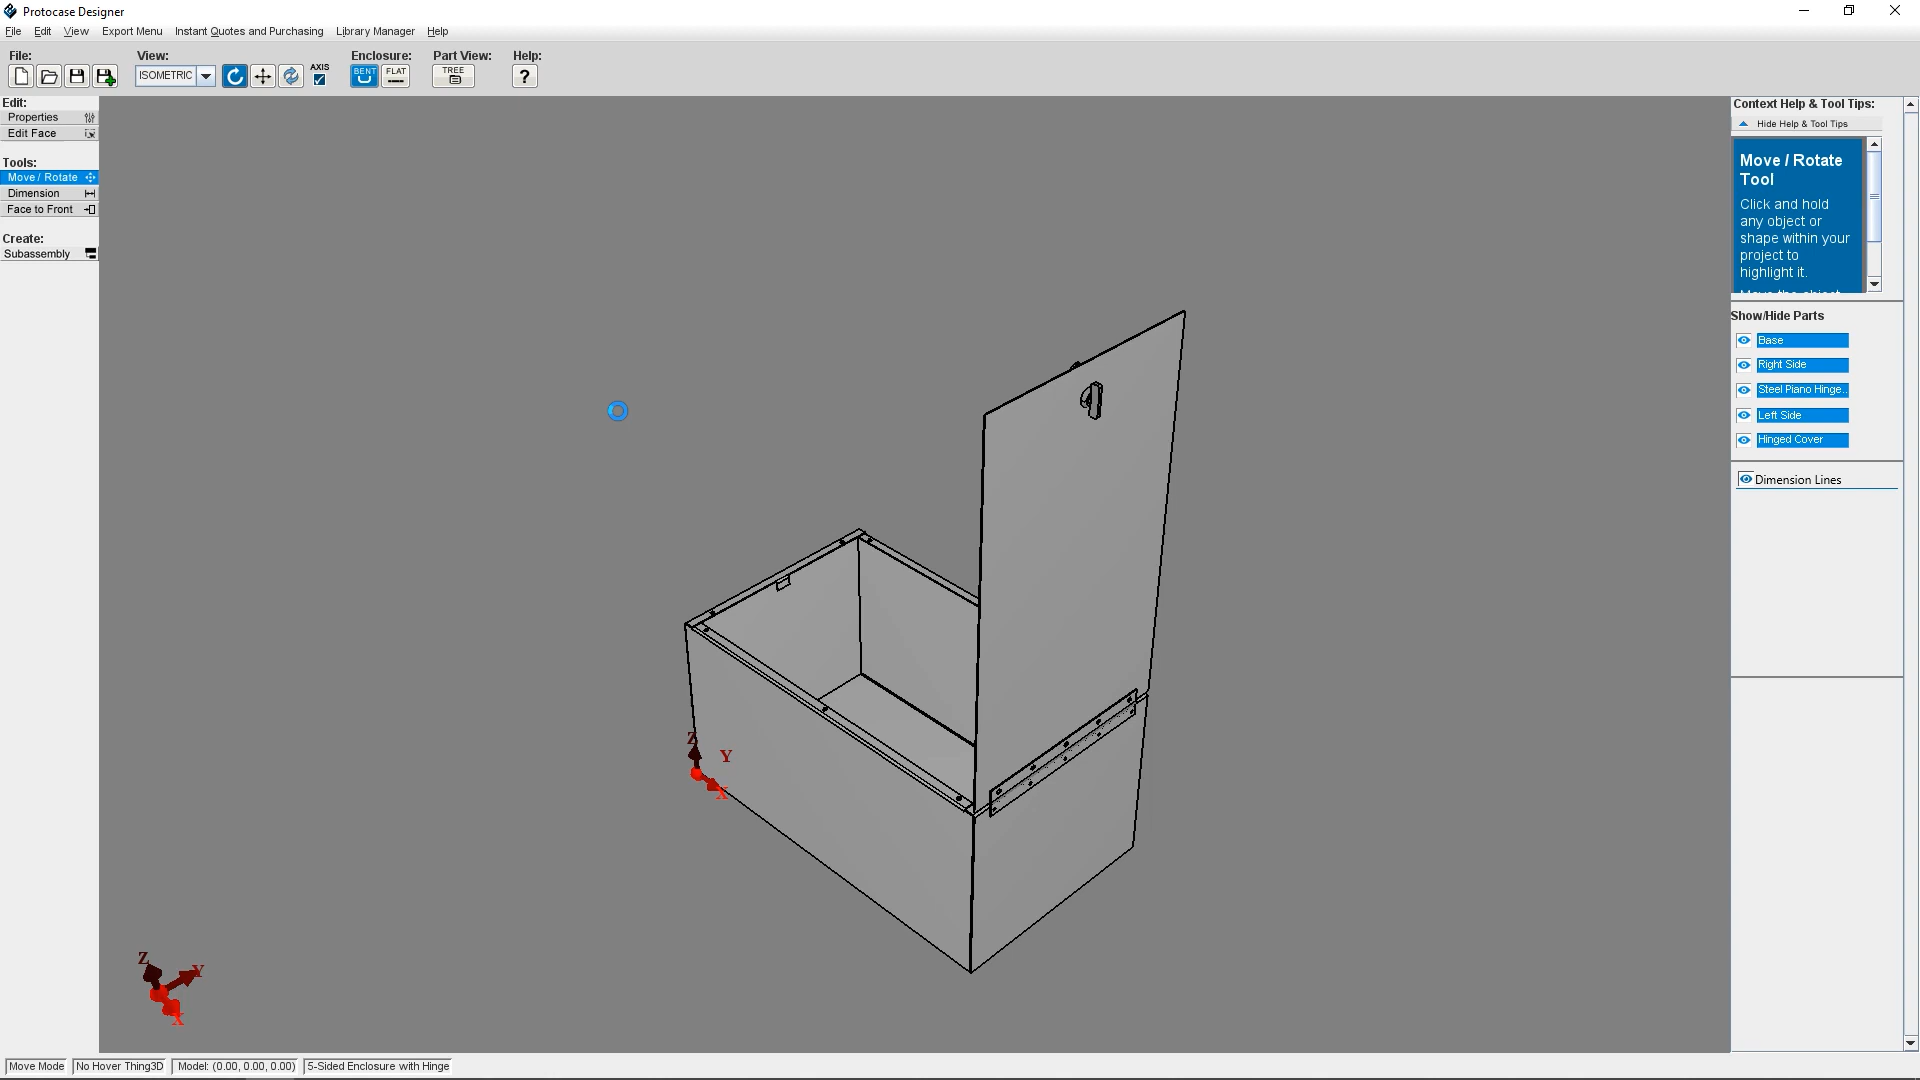 Protocase Designer
File Edit View Export Menu Instant Quotes and Purchasing Library Manager Help
File: View: Enclosure: Part View: Help:
ISOMETRIC AXIS BENT FLAT TREE ?
Edit:
Properties
Edit Face
Tools:
Move / Rotate
Dimension
Face to Front
Create:
Subassembly
Z
Y
X
Z
Y
X
Context Help & Tool Tips:
Hide Help & Tool Tips
Move / Rotate
Tool
Click and hold
any object or
shape within your
project to
highlight it.
Show/Hide Parts
Base
Right Side
Steel Piano Hinge..
Left Side
Hinged Cover
Dimension Lines
Move Mode No Hover Thing3D Model: (0.00, 0.00, 0.00) 5-Sided Enclosure with Hinge